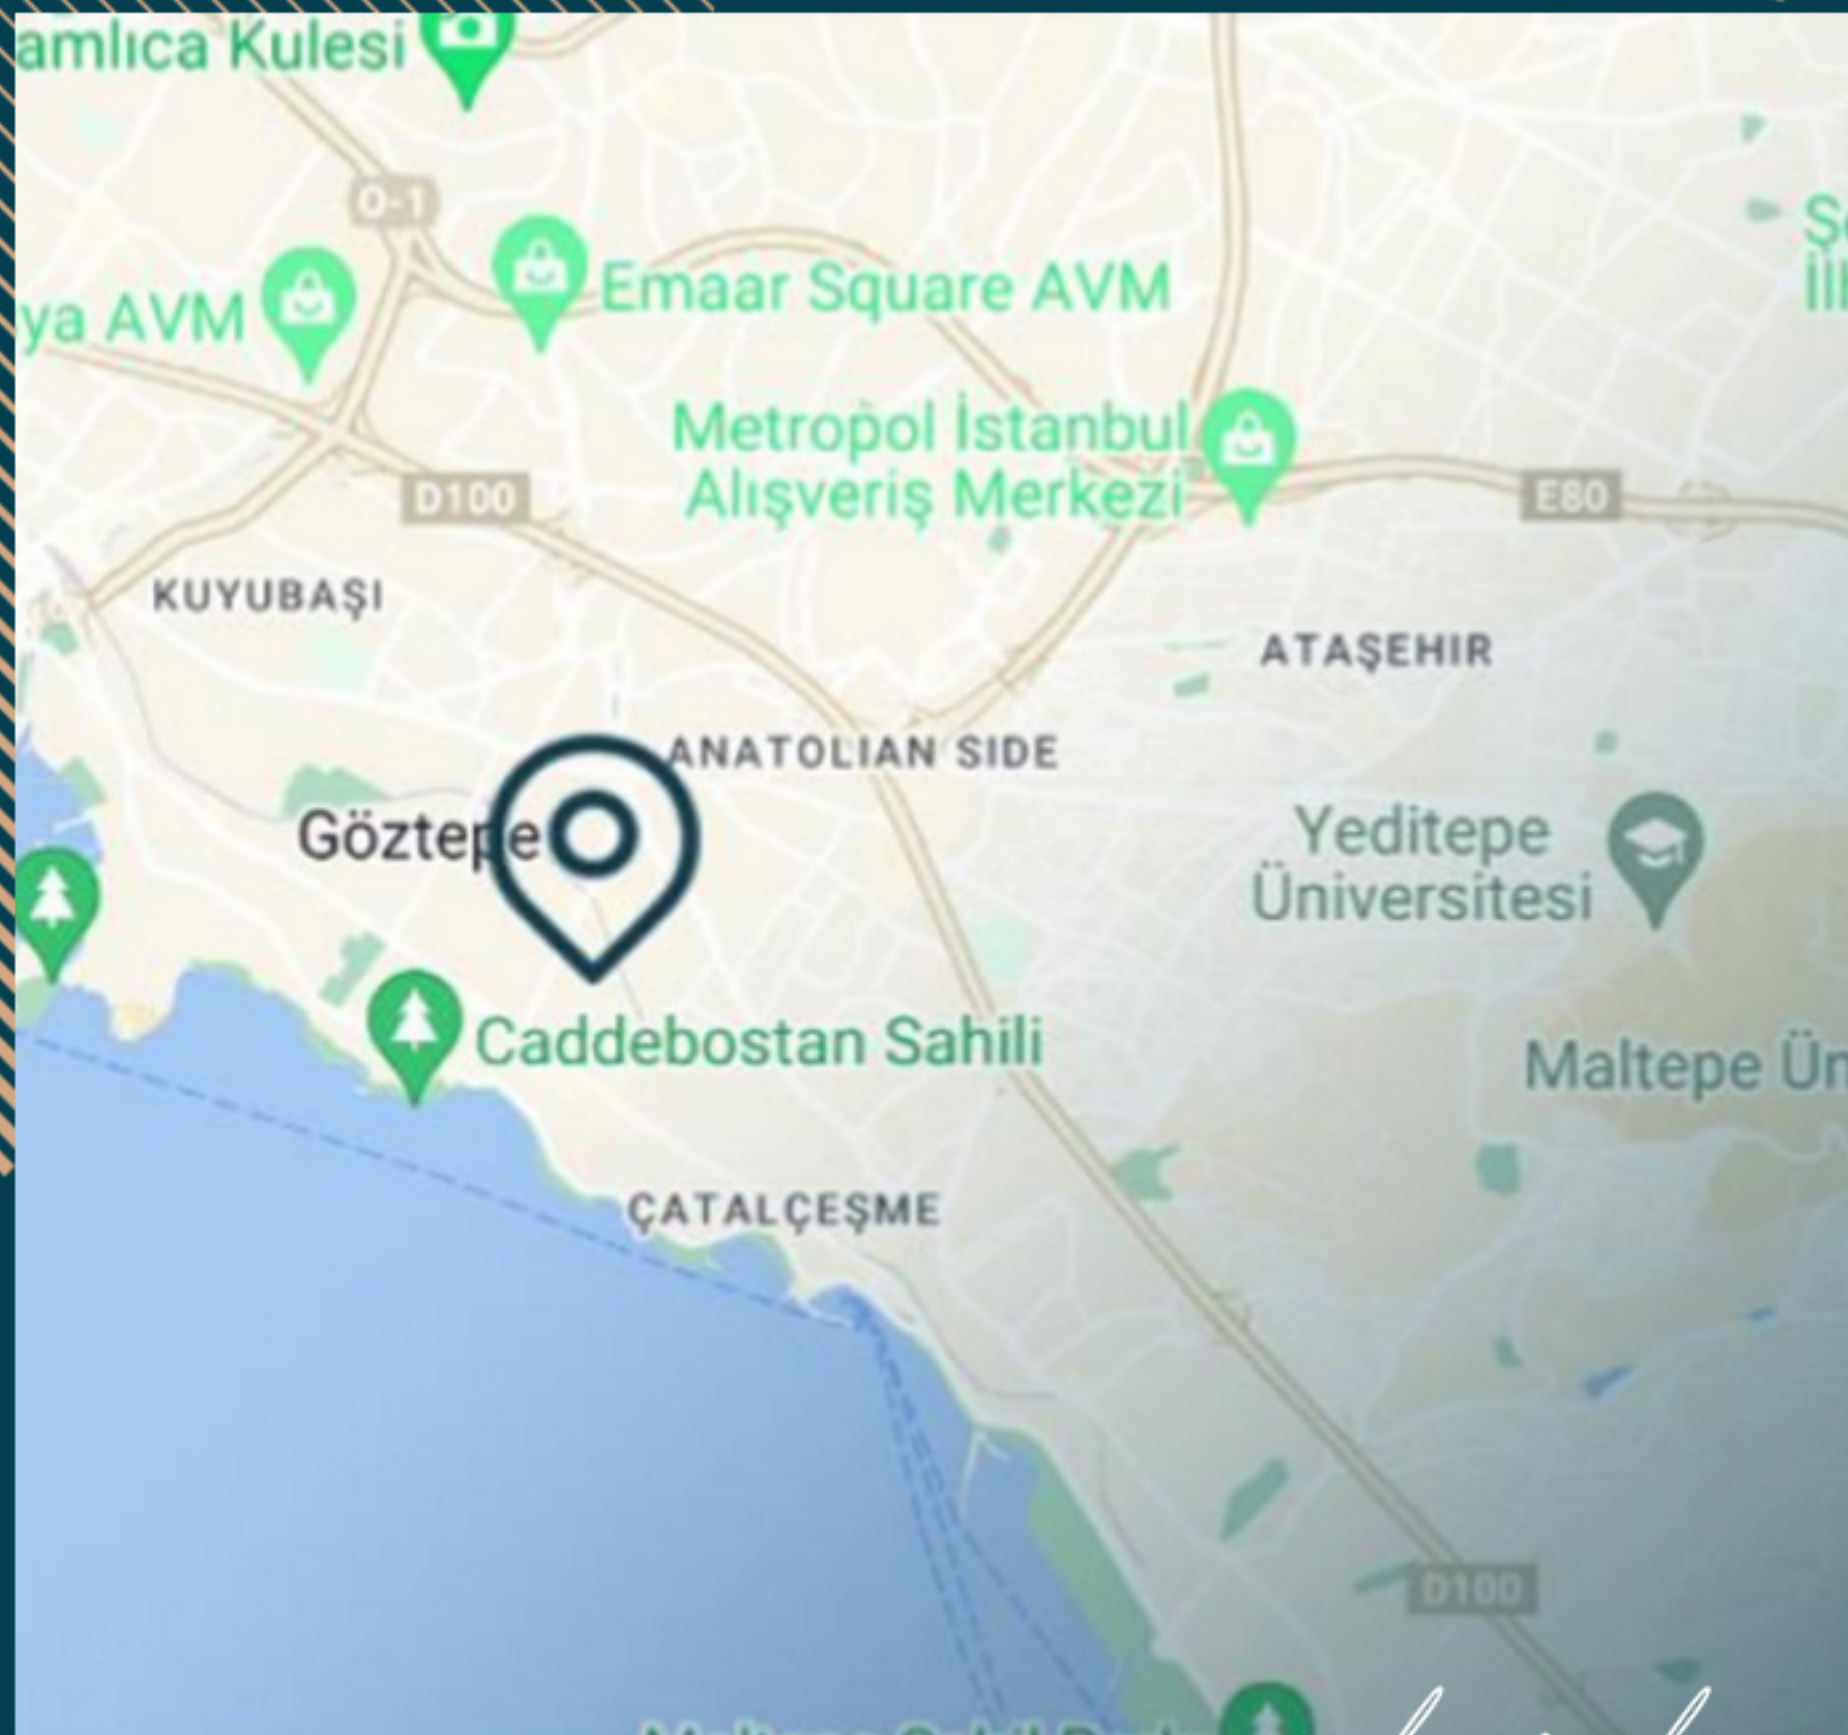 amlıca Kulesi
O-1
Emaar Square AVM
ya AVM
Metropol İstanbul
Alışveriş Merkezi
D100
E80
KUYUBAŞI
ATAŞEHIR
ANATOLIAN SIDE
Göztepe
Yeditepe
Üniversitesi
Caddebostan Sahili
Maltepe Ün
ÇATALÇEŞME
D100